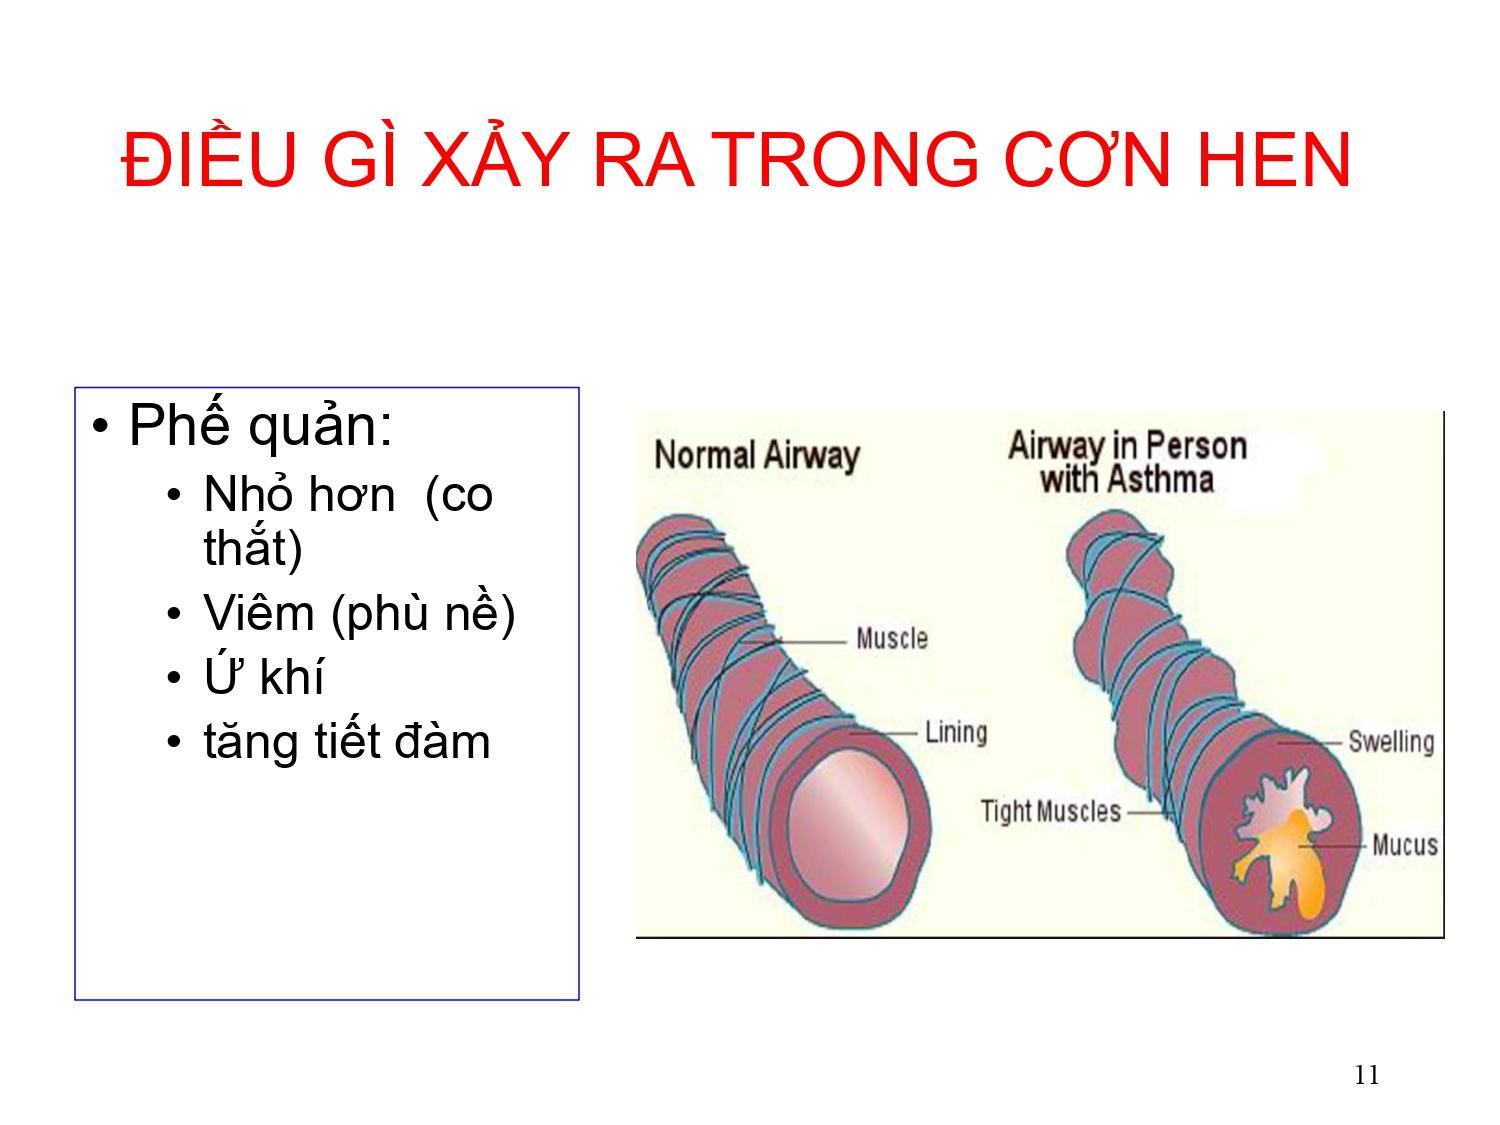 ĐIỀU GÌ XẢY RA TRONG CƠN HEN
• Phế quản:
• Nhỏ hơn (co
thắt)
• Viêm (phù nề)
• Ứ khí
• tăng tiết đàm
Normal Airway
Muscle
Lining
Airway in Person
with Asthma
Swelling
Tight Muscles
Mucus
11